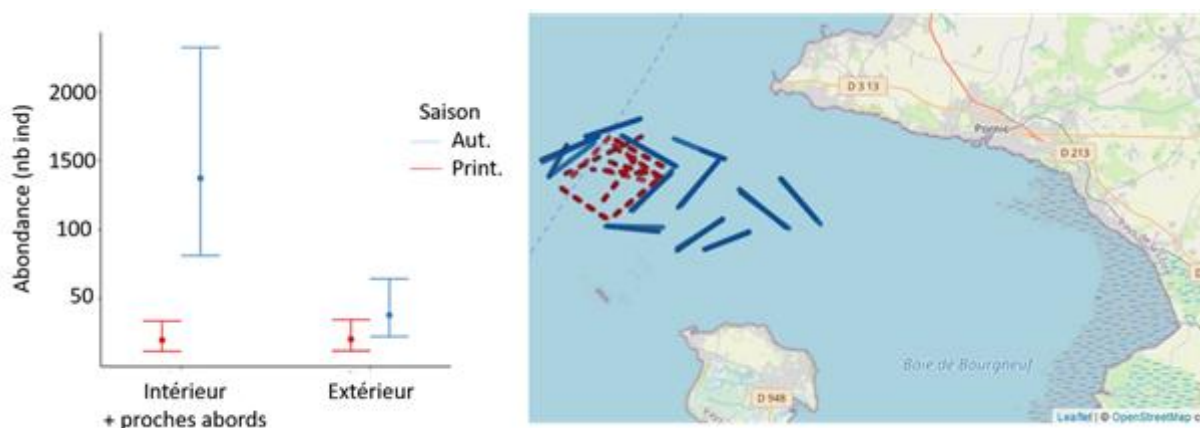 2000
1500
100
50
Abondance (nb ind)
Intérieur
+ proches abords
Extérieur
Saison
Aut.
Print.
D 313
Pornic
D 213
Baie de Bourgneuf
D 948
Leaflet | © OpenStreetMap c